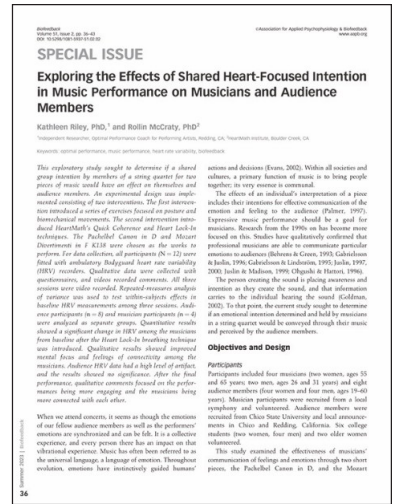 Biofeedback
Volume 51, Issue 2, pp. 36–43
DOI: 10.5298/1081-5937-51.02.02
©Association for Applied Psychophysiology & Biofeedback
www.aapb.org
SPECIAL ISSUE
Exploring the Effects of Shared Heart-Focused Intention
in Music Performance on Musicians and Audience
Members
Kathleen Riley, PhD,¹ and Rollin McCraty, PhD²
¹Independent Researcher, Optimal Performance Coach for Performing Artists, Redding, CA; ²HeartMath Institute, Boulder Creek, CA
Keywords: optimal performance, music performance, heart rate variability, biofeedback
This exploratory study sought to determine if a shared
group intention by members of a string quartet for two
pieces of music would have an effect on themselves and
audience members. An experimental design was imple-
mented consisting of two interventions. The first interven-
tion introduced a series of exercises focused on posture and
biomechanical movements. The second intervention intro-
duced HeartMath's Quick Coherence and Heart Lock-In
techniques. The Pachelbel Canon in D and Mozart
Divertimenti in F K138 were chosen as the works to
perform. For data collection, all participants (N = 12) were
fitted with ambulatory Bodyguard heart rate variability
(HRV) recorders. Qualitative data were collected with
questionnaires, and videos recorded comments. All three
sessions were video recorded. Repeated-measures analysis
of variance was used to test within-subjects effects in
baseline HRV measurements among three sessions. Audi-
ence participants (n = 8) and musician participants (n = 4)
were analyzed as separate groups. Quantitative results
showed a significant change in HRV among the musicians
from baseline after the Heart Lock-In breathing technique
was introduced. Qualitative results showed improved
mental focus and feelings of connectivity among the
musicians. Audience HRV data had a high level of artifact,
and the results showed no significance. After the final
performance, qualitative comments focused on the perfor-
mances being more engaging and the musicians being
more connected with each other.
When we attend concerts, it seems as though the emotions
of our fellow audience members as well as the performers'
emotions are synchronized and can be felt. It is a collective
experience, and every person there has an impact on that
vibrational experience. Music has often been referred to as
the universal language, a language of emotion. Throughout
evolution, emotions have instinctively guided humans'
actions and decisions (Evans, 2002). Within all societies and
cultures, a primary function of music is to bring people
together; its very essence is communal.
The effects of an individual's interpretation of a piece
includes their intentions for effective communication of the
emotion and feeling to the audience (Palmer, 1997).
Expressive music performance should be a goal for
musicians. Research from the 1990s on has become more
focused on this. Studies have qualitatively confirmed that
professional musicians are able to communicate particular
emotions to audiences (Behrens & Green, 1993; Gabrielsson
& Juslin, 1996; Gabrielsson & Lindström, 1995; Juslin, 1997,
2000; Juslin & Madison, 1999; Ohgushi & Hattori, 1996).
The person creating the sound is placing awareness and
intention as they create the sound, and that information
carries to the individual hearing the sound (Goldman,
2002). To that point, the current study sought to determine
if an emotional intention determined and held by musicians
in a string quartet would be conveyed through their music
and perceived by the audience members.
Objectives and Design
Participants
Participants included four musicians (two women, ages 55
and 65 years; two men, ages 26 and 31 years) and eight
audience members (four women and four men, ages 19–60
years). Musician participants were recruited from a local
symphony and volunteered. Audience members were
recruited from Chico State University and local announce-
ments in Chico and Redding, California. Six college
students (two women, four men) and two older women
volunteered.
This study examined the effectiveness of musicians'
communication of feelings and emotions through two short
pieces, the Pachelbel Canon in D, and the Mozart
Summer 2023 | Biofeedback
36